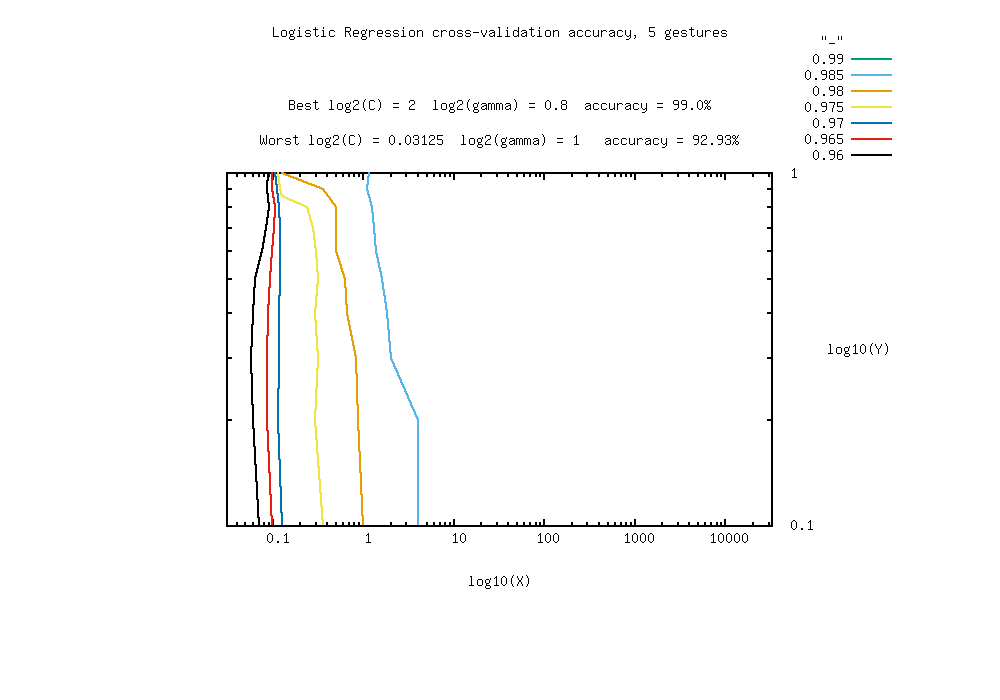 Logistic Regression cross-validation accuracy, 5 gestures
"_"
0.99
0.985
0.98
0.975
0.97
0.965
0.96
Best log2(C) = 2  log2(gamma) = 0.8  accuracy = 99.0%
Worst log2(C) = 0.03125  log2(gamma) = 1   accuracy = 92.93%
1
log10(Y)
0.1
0.1 1 10 100 1000 10000
log10(X)